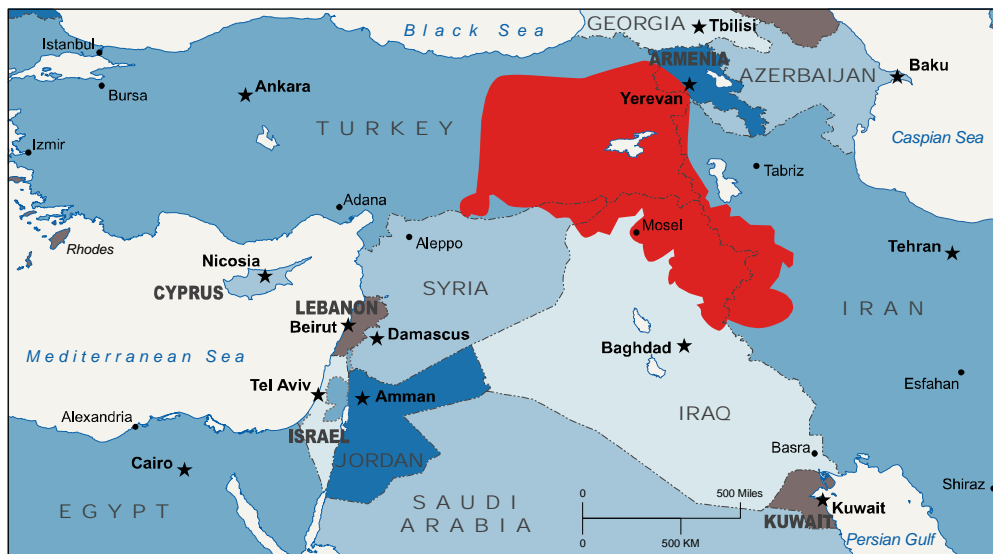 Black Sea
GEORGIA
Tbilisi
Istanbul
ARMENIA
AZERBAIJAN
Baku
Ankara
Bursa
Yerevan
TURKEY
Caspian Sea
Izmir
Tabriz
Adana
Mosel
Aleppo
Rhodes
Tehran
Nicosia
CYPRUS
SYRIA
IRAN
LEBANON
Beirut
Damascus
Baghdad
Mediterranean Sea
Esfahan
Tel Aviv
Amman
Alexandria
IRAQ
ISRAEL
Basra
JORDAN
Cairo
Shiraz
0
500 Miles
SAUDI
ARABIA
EGYPT
Kuwait
KUWAIT
0
500 KM
Persian Gulf